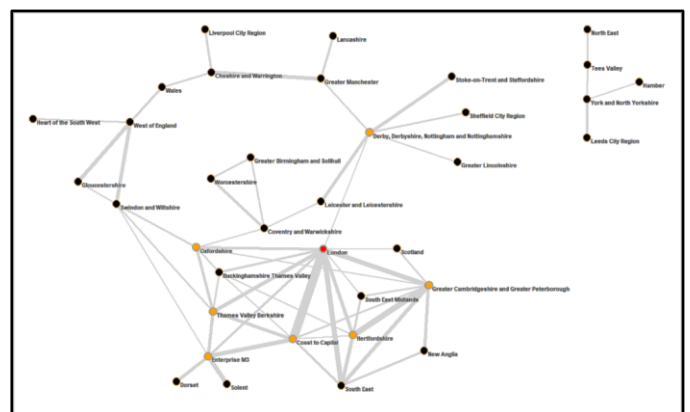 Liverpool City Region
North East
Lancashire
Tees Valley
Cheshire and Warrington
Greater Manchester
Stoke-on-Trent and Staffordshire
Humber
Wales
York and North Yorkshire
Sheffield City Region
Heart of the South West
West of England
Derby, Derbyshire, Nottingham and Nottinghamshire
Leeds City Region
Greater Birmingham and Solihull
Greater Lincolnshire
Worcestershire
Gloucestershire
Leicester and Leicestershire
Swindon and Wiltshire
Coventry and Warwickshire
Oxfordshire
London
Scotland
Buckinghamshire Thames Valley
Greater Cambridgeshire and Greater Peterborough
South East Midlands
Thames Valley Berkshire
Coast to Capital
Hertfordshire
New Anglia
Enterprise M3
Dorset
Solent
South East